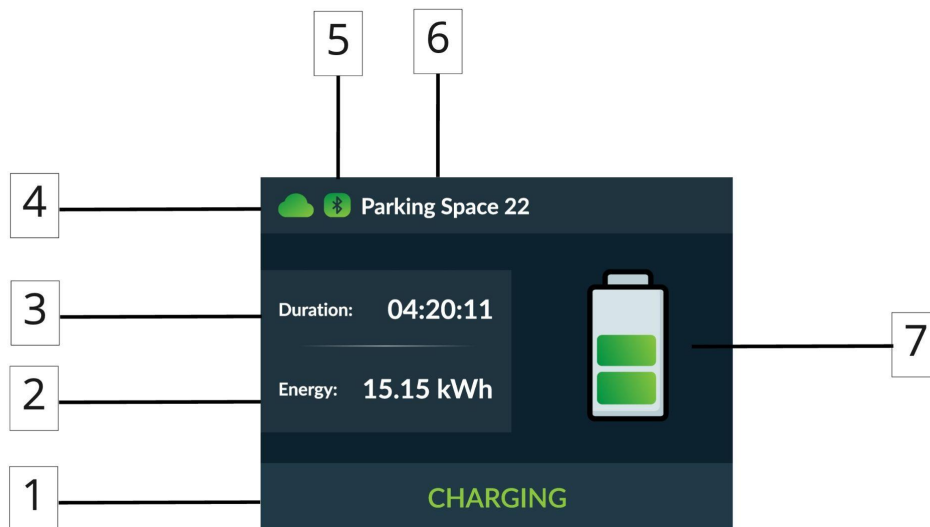 5
6
4
Parking Space 22
3
Duration: 04:20:11
7
2
Energy: 15.15 kWh
1
CHARGING